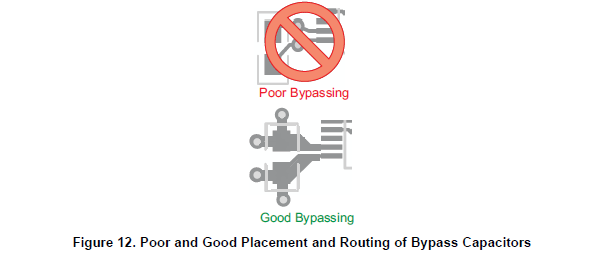 Poor Bypassing
Good Bypassing
Figure 12. Poor and Good Placement and Routing of Bypass Capacitors